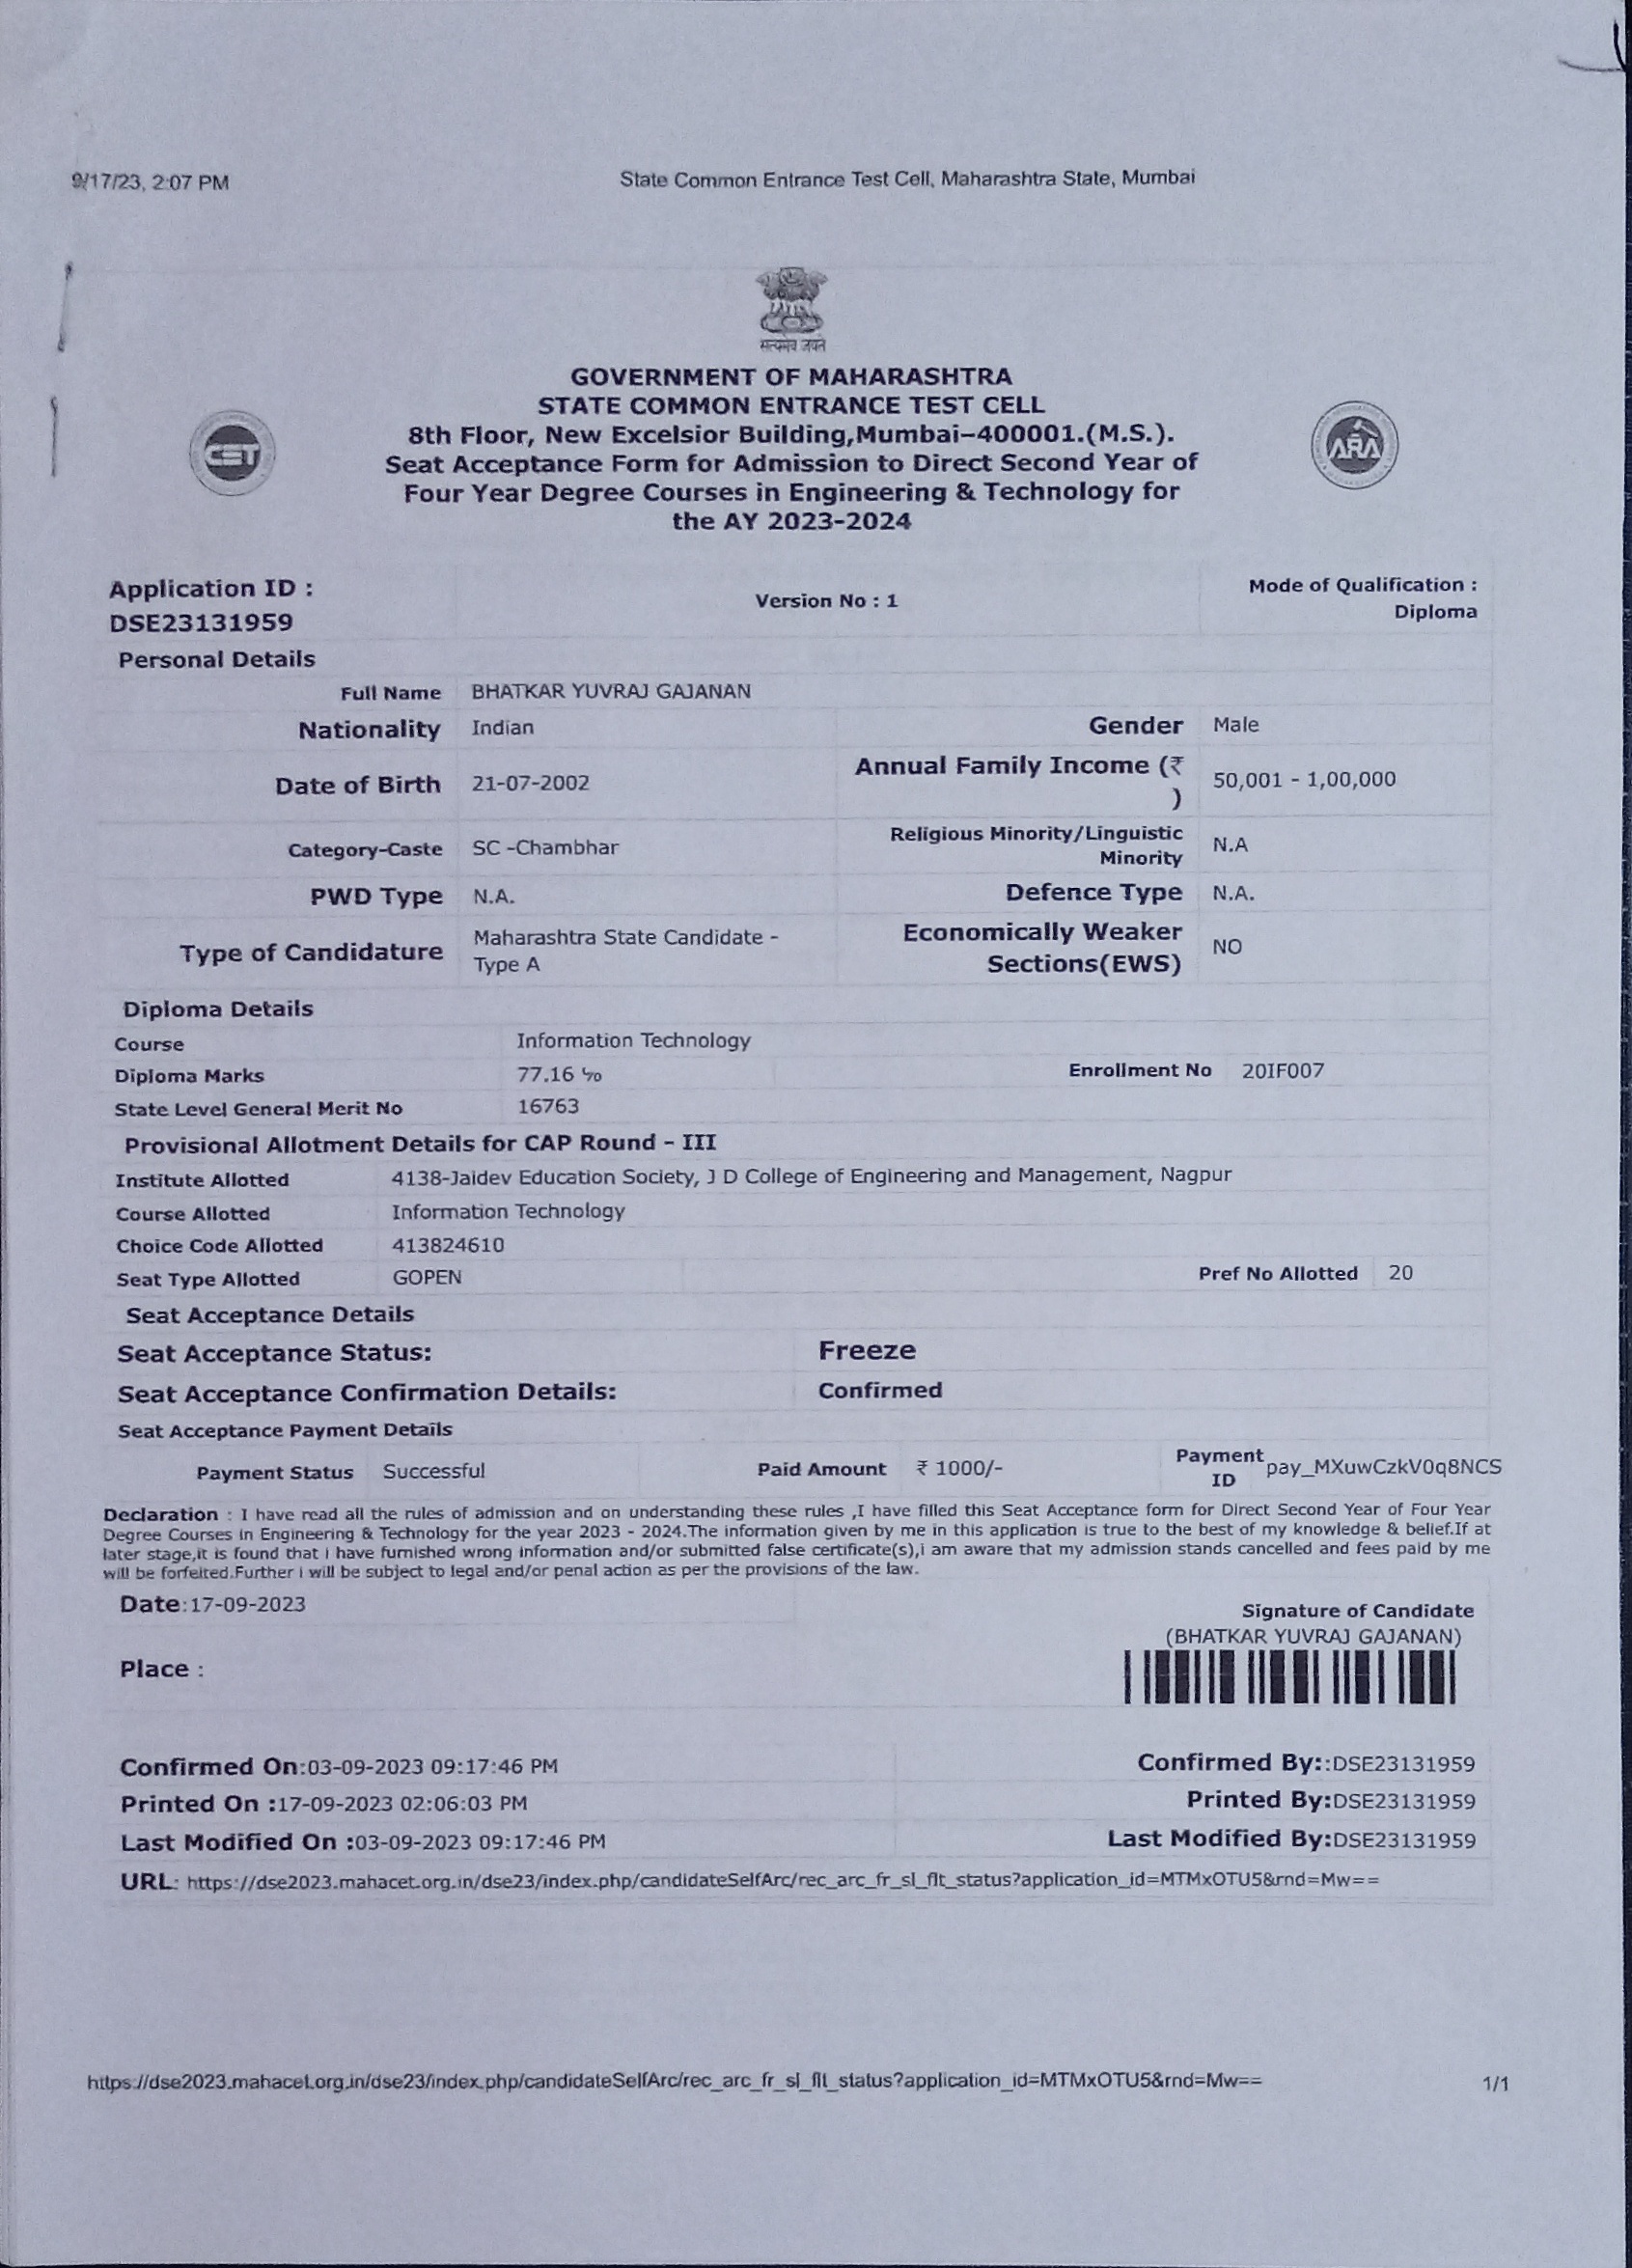 9/17/23, 2:07 PM
State Common Entrance Test Cell, Maharashtra State, Mumbai
सत्यमेव जयते
GOVERNMENT OF MAHARASHTRA
STATE COMMON ENTRANCE TEST CELL
8th Floor, New Excelsior Building,Mumbai–400001.(M.S.).
Seat Acceptance Form for Admission to Direct Second Year of
Four Year Degree Courses in Engineering & Technology for
the AY 2023-2024
CET
ARA
Application ID :
DSE23131959
Version No : 1
Mode of Qualification :
Diploma
Personal Details
Full Name BHATKAR YUVRAJ GAJANAN
Nationality Indian Gender Male
Date of Birth 21-07-2002 Annual Family Income (₹
) 50,001 - 1,00,000
Category-Caste SC -Chambhar Religious Minority/Linguistic
Minority N.A
PWD Type N.A. Defence Type N.A.
Type of Candidature Maharashtra State Candidate -
Type A
Economically Weaker
Sections(EWS) NO
Diploma Details
Course Information Technology
Diploma Marks 77.16 % Enrollment No 20IF007
State Level General Merit No 16763
Provisional Allotment Details for CAP Round - III
Institute Allotted 4138-Jaidev Education Society, J D College of Engineering and Management, Nagpur
Course Allotted Information Technology
Choice Code Allotted 413824610
Seat Type Allotted GOPEN Pref No Allotted 20
Seat Acceptance Details
Seat Acceptance Status: Freeze
Seat Acceptance Confirmation Details: Confirmed
Seat Acceptance Payment Details
Payment Status Successful Paid Amount ₹ 1000/- Payment
ID pay_MXuwCzkV0q8NCS
Declaration : I have read all the rules of admission and on understanding these rules ,I have filled this Seat Acceptance form for Direct Second Year of Four Year
Degree Courses in Engineering & Technology for the year 2023 - 2024.The information given by me in this application is true to the best of my knowledge & belief.If at
later stage,it is found that i have furnished wrong information and/or submitted false certificate(s),i am aware that my admission stands cancelled and fees paid by me
will be forfeited.Further i will be subject to legal and/or penal action as per the provisions of the law.
Date:17-09-2023
Signature of Candidate
(BHATKAR YUVRAJ GAJANAN)
Place :
Confirmed On:03-09-2023 09:17:46 PM Confirmed By::DSE23131959
Printed On :17-09-2023 02:06:03 PM Printed By:DSE23131959
Last Modified On :03-09-2023 09:17:46 PM Last Modified By:DSE23131959
URL: https://dse2023.mahacet.org.in/dse23/index.php/candidateSelfArc/rec_arc_fr_sl_flt_status?application_id=MTMxOTU5&rnd=Mw==
https://dse2023.mahacet.org.in/dse23/index.php/candidateSelfArc/rec_arc_fr_sl_flt_status?application_id=MTMxOTU5&rnd=Mw==
1/1